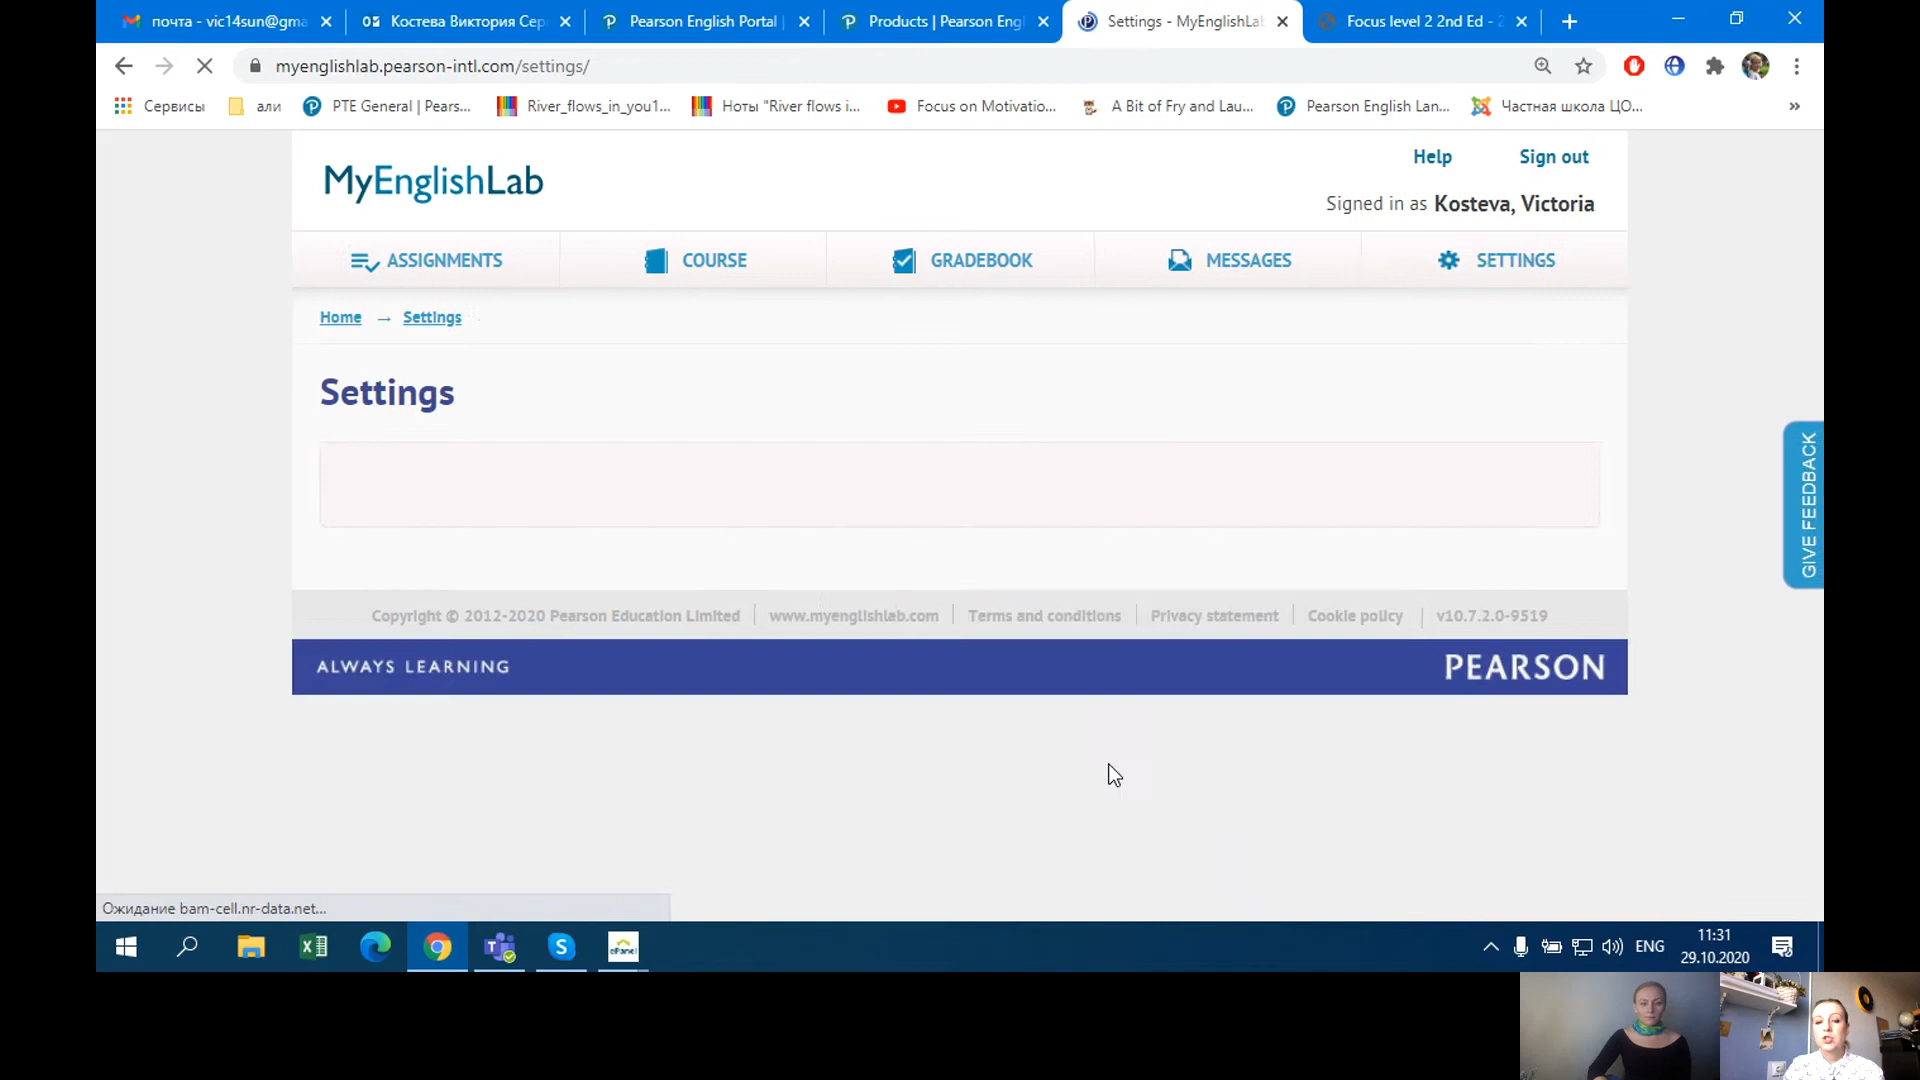 почта - vic14sun@gma
Костева Виктория Сер
Pearson English Portal
Products | Pearson Eng
Settings - MyEnglishLab
Focus level 2 2nd Ed - 2
myenglishlab.pearson-intl.com/settings/
Сервисы
али
PTE General | Pears...
River_flows_in_you1...
Ноты "River flows i...
Focus on Motivatio...
A Bit of Fry and Lau...
Pearson English Lan...
Частная школа ЦО...
»
MyEnglishLab
Help
Sign out
Signed in as Kosteva, Victoria
ASSIGNMENTS
COURSE
GRADEBOOK
MESSAGES
SETTINGS
Home → Settings
Settings
GIVE FEEDBACK
Copyright © 2012-2020 Pearson Education Limited
www.myenglishlab.com
Terms and conditions
Privacy statement
Cookie policy
v10.7.2.0-9519
ALWAYS LEARNING
PEARSON
Ожидание bam-cell.nr-data.net...
ePanel
ENG
11:31
29.10.2020